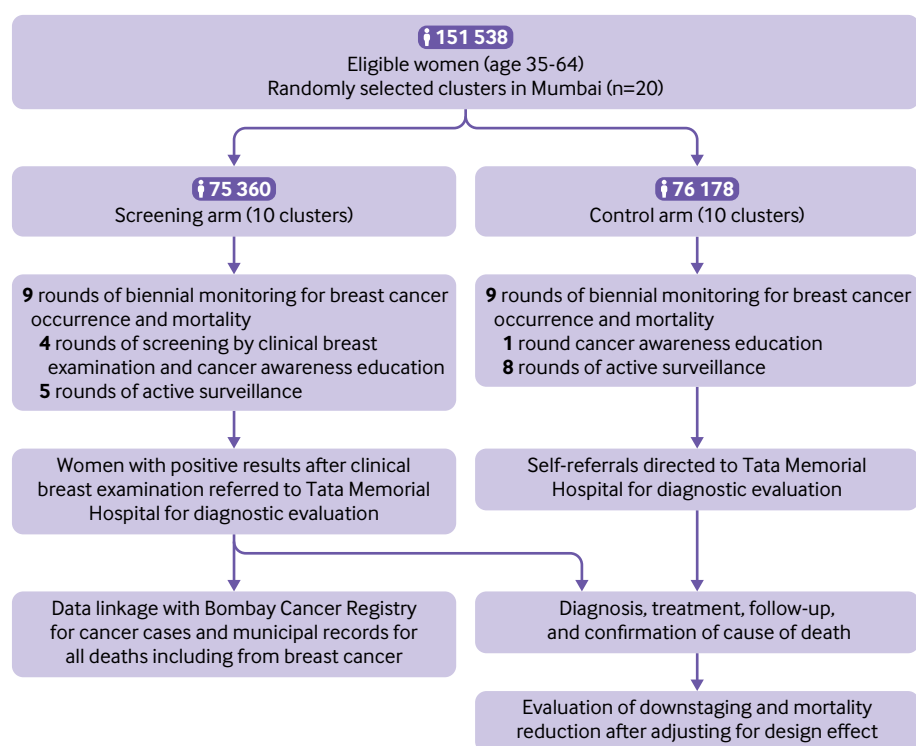 151 538
Eligible women (age 35-64)
Randomly selected clusters in Mumbai (n=20)
75 360
Screening arm (10 clusters)
76 178
Control arm (10 clusters)
9 rounds of biennial monitoring for breast cancer
occurrence and mortality
4 rounds of screening by clinical breast
examination and cancer awareness education
5 rounds of active surveillance
9 rounds of biennial monitoring for breast cancer
occurrence and mortality
1 round cancer awareness education
8 rounds of active surveillance
Women with positive results after clinical
breast examination referred to Tata Memorial
Hospital for diagnostic evaluation
Self-referrals directed to Tata Memorial
Hospital for diagnostic evaluation
Data linkage with Bombay Cancer Registry
for cancer cases and municipal records for
all deaths including from breast cancer
Diagnosis, treatment, follow-up,
and confirmation of cause of death
Evaluation of downstaging and mortality
reduction after adjusting for design effect